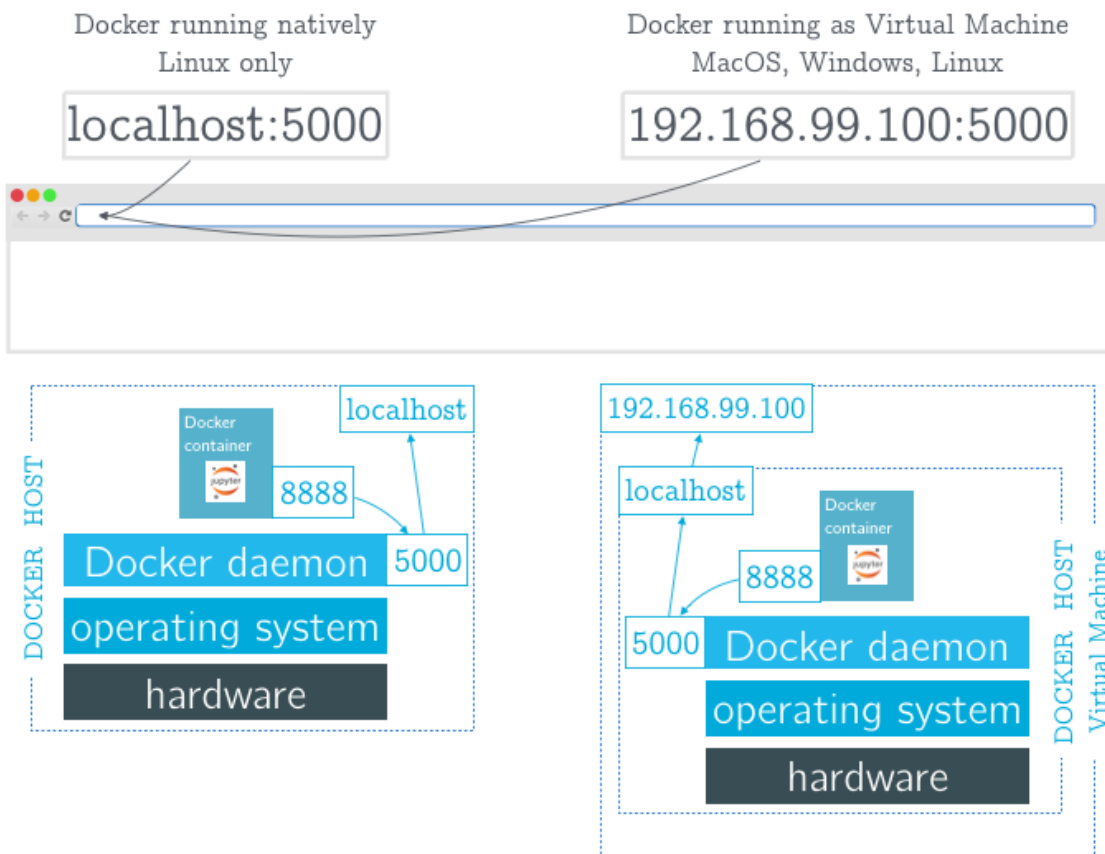 Docker running natively
Linux only
localhost:5000
Docker running as Virtual Machine
MacOS, Windows, Linux
192.168.99.100:5000
localhost
Docker
container
jupyter
8888
Docker daemon
5000
operating system
hardware
DOCKER HOST
192.168.99.100
localhost
Docker
container
jupyter
8888
5000
Docker daemon
operating system
hardware
DOCKER HOST
Virtual Machine